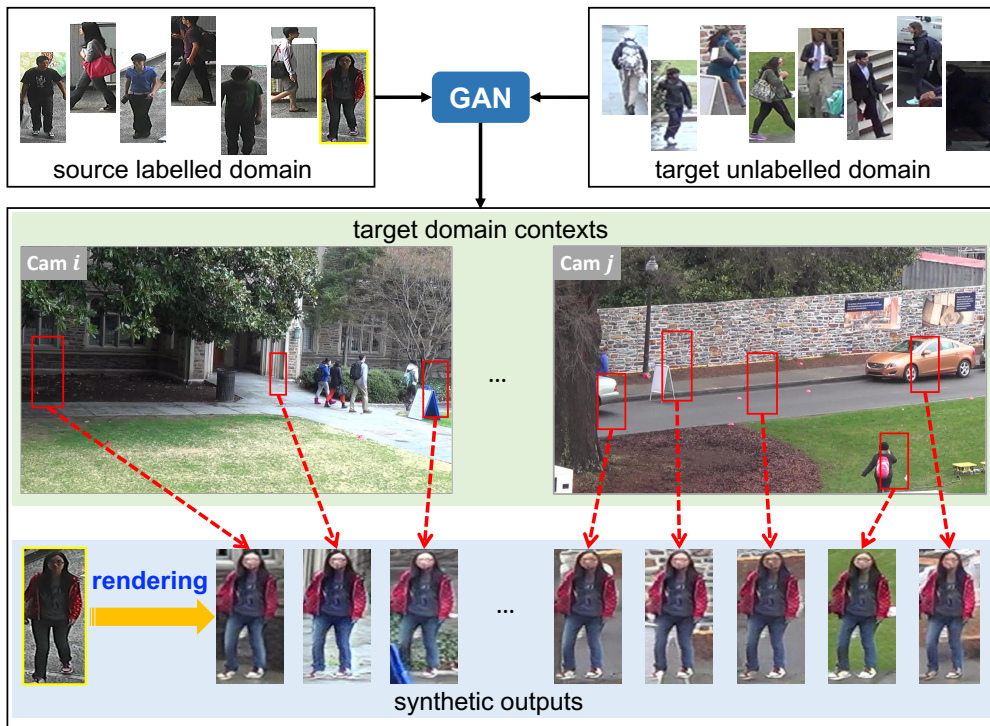 source labelled domain
GAN
target unlabelled domain
target domain contexts
Cam i
Cam j
...
rendering
...
synthetic outputs